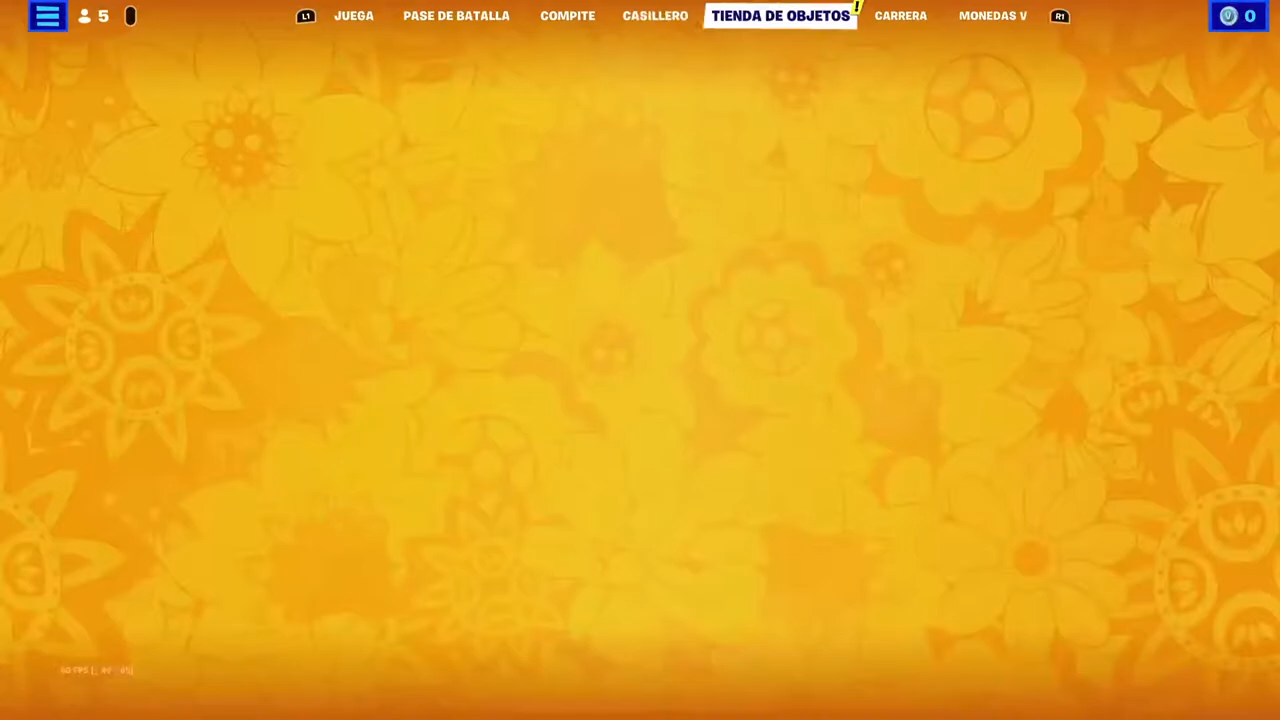 5
L1 JUEGA PASE DE BATALLA COMPITE CASILLERO TIENDA DE OBJETOS ! CARRERA MONEDAS V R1
V 0